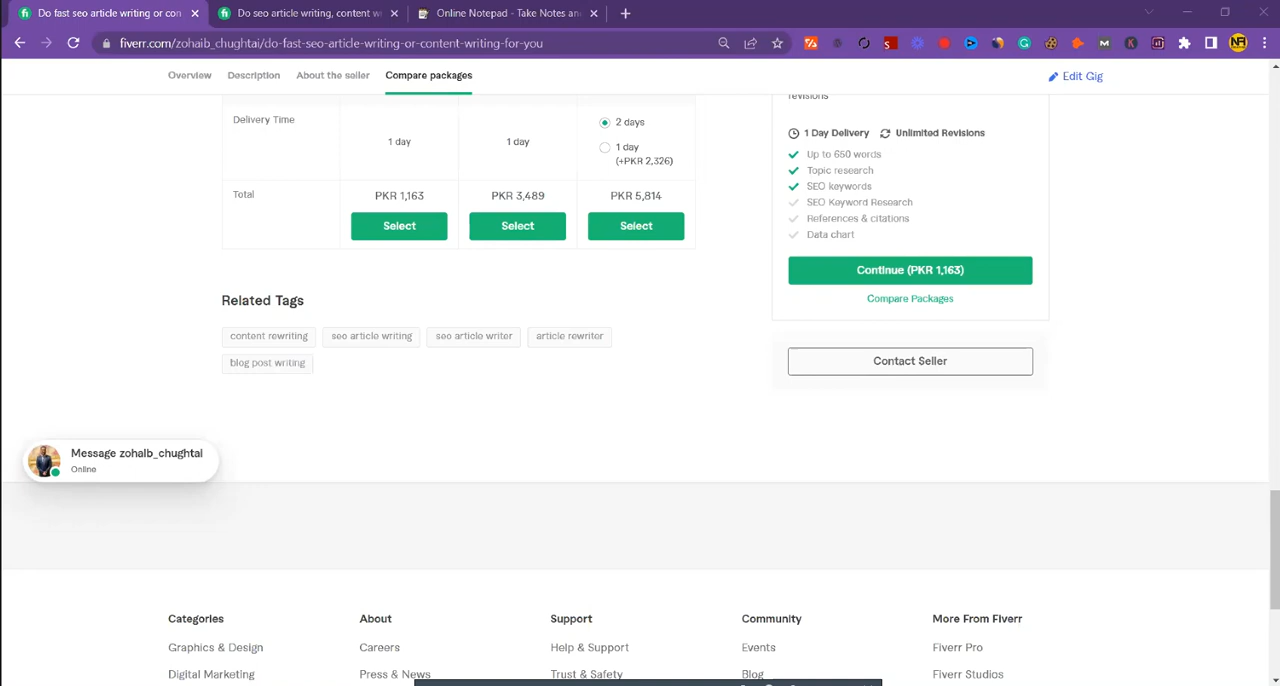 Do fast seo article writing or con
Do seo article writing, content w
Online Notepad - Take Notes an
fiverr.com/zohaib_chughtai/do-fast-seo-article-writing-or-content-writing-for-you
Overview
Description
About the seller
Compare packages
Edit Gig
Delivery Time
1 day
1 day
2 days
1 day
(+PKR 2,326)
Total
PKR 1,163
PKR 3,489
PKR 5,814
Select
Select
Select
revisions
1 Day Delivery
Unlimited Revisions
Up to 650 words
Topic research
SEO keywords
SEO Keyword Research
References & citations
Data chart
Continue (PKR 1,163)
Compare Packages
Contact Seller
Related Tags
content rewriting
seo article writing
seo article writer
article rewriter
blog post writing
Message zohaib_chughtai
Online
Categories
Graphics & Design
Digital Marketing
About
Careers
Press & News
Support
Help & Support
Trust & Safety
Community
Events
Blog
More From Fiverr
Fiverr Pro
Fiverr Studios